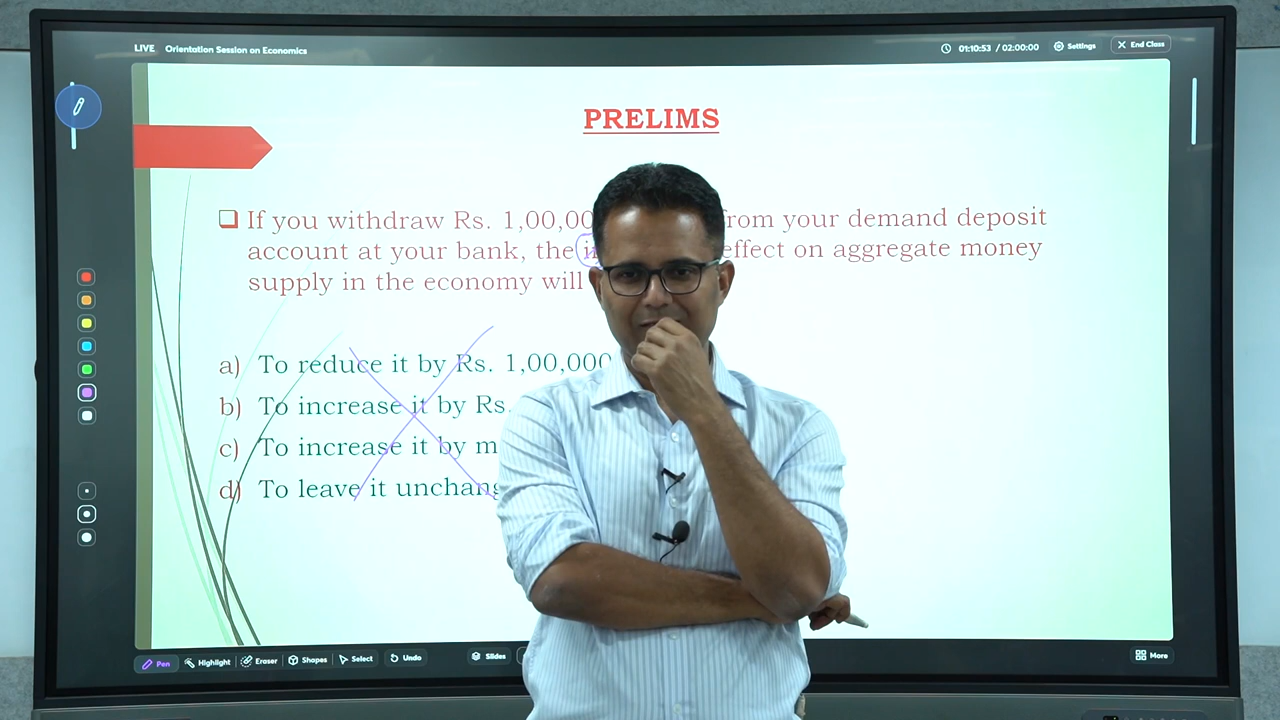 LIVE Orientation Session on Economics
01:10:53 / 02:00:00 Settings X End Class
PRELIMS
If you withdraw Rs. 1,00,00 from your demand deposit
account at your bank, the effect on aggregate money
supply in the economy will
a) To reduce it by Rs. 1,00,000
b) To increase it by Rs.
c) To increase it by m
d) To leave it unchang
Pen Highlight Eraser Shapes Select Undo Slides More